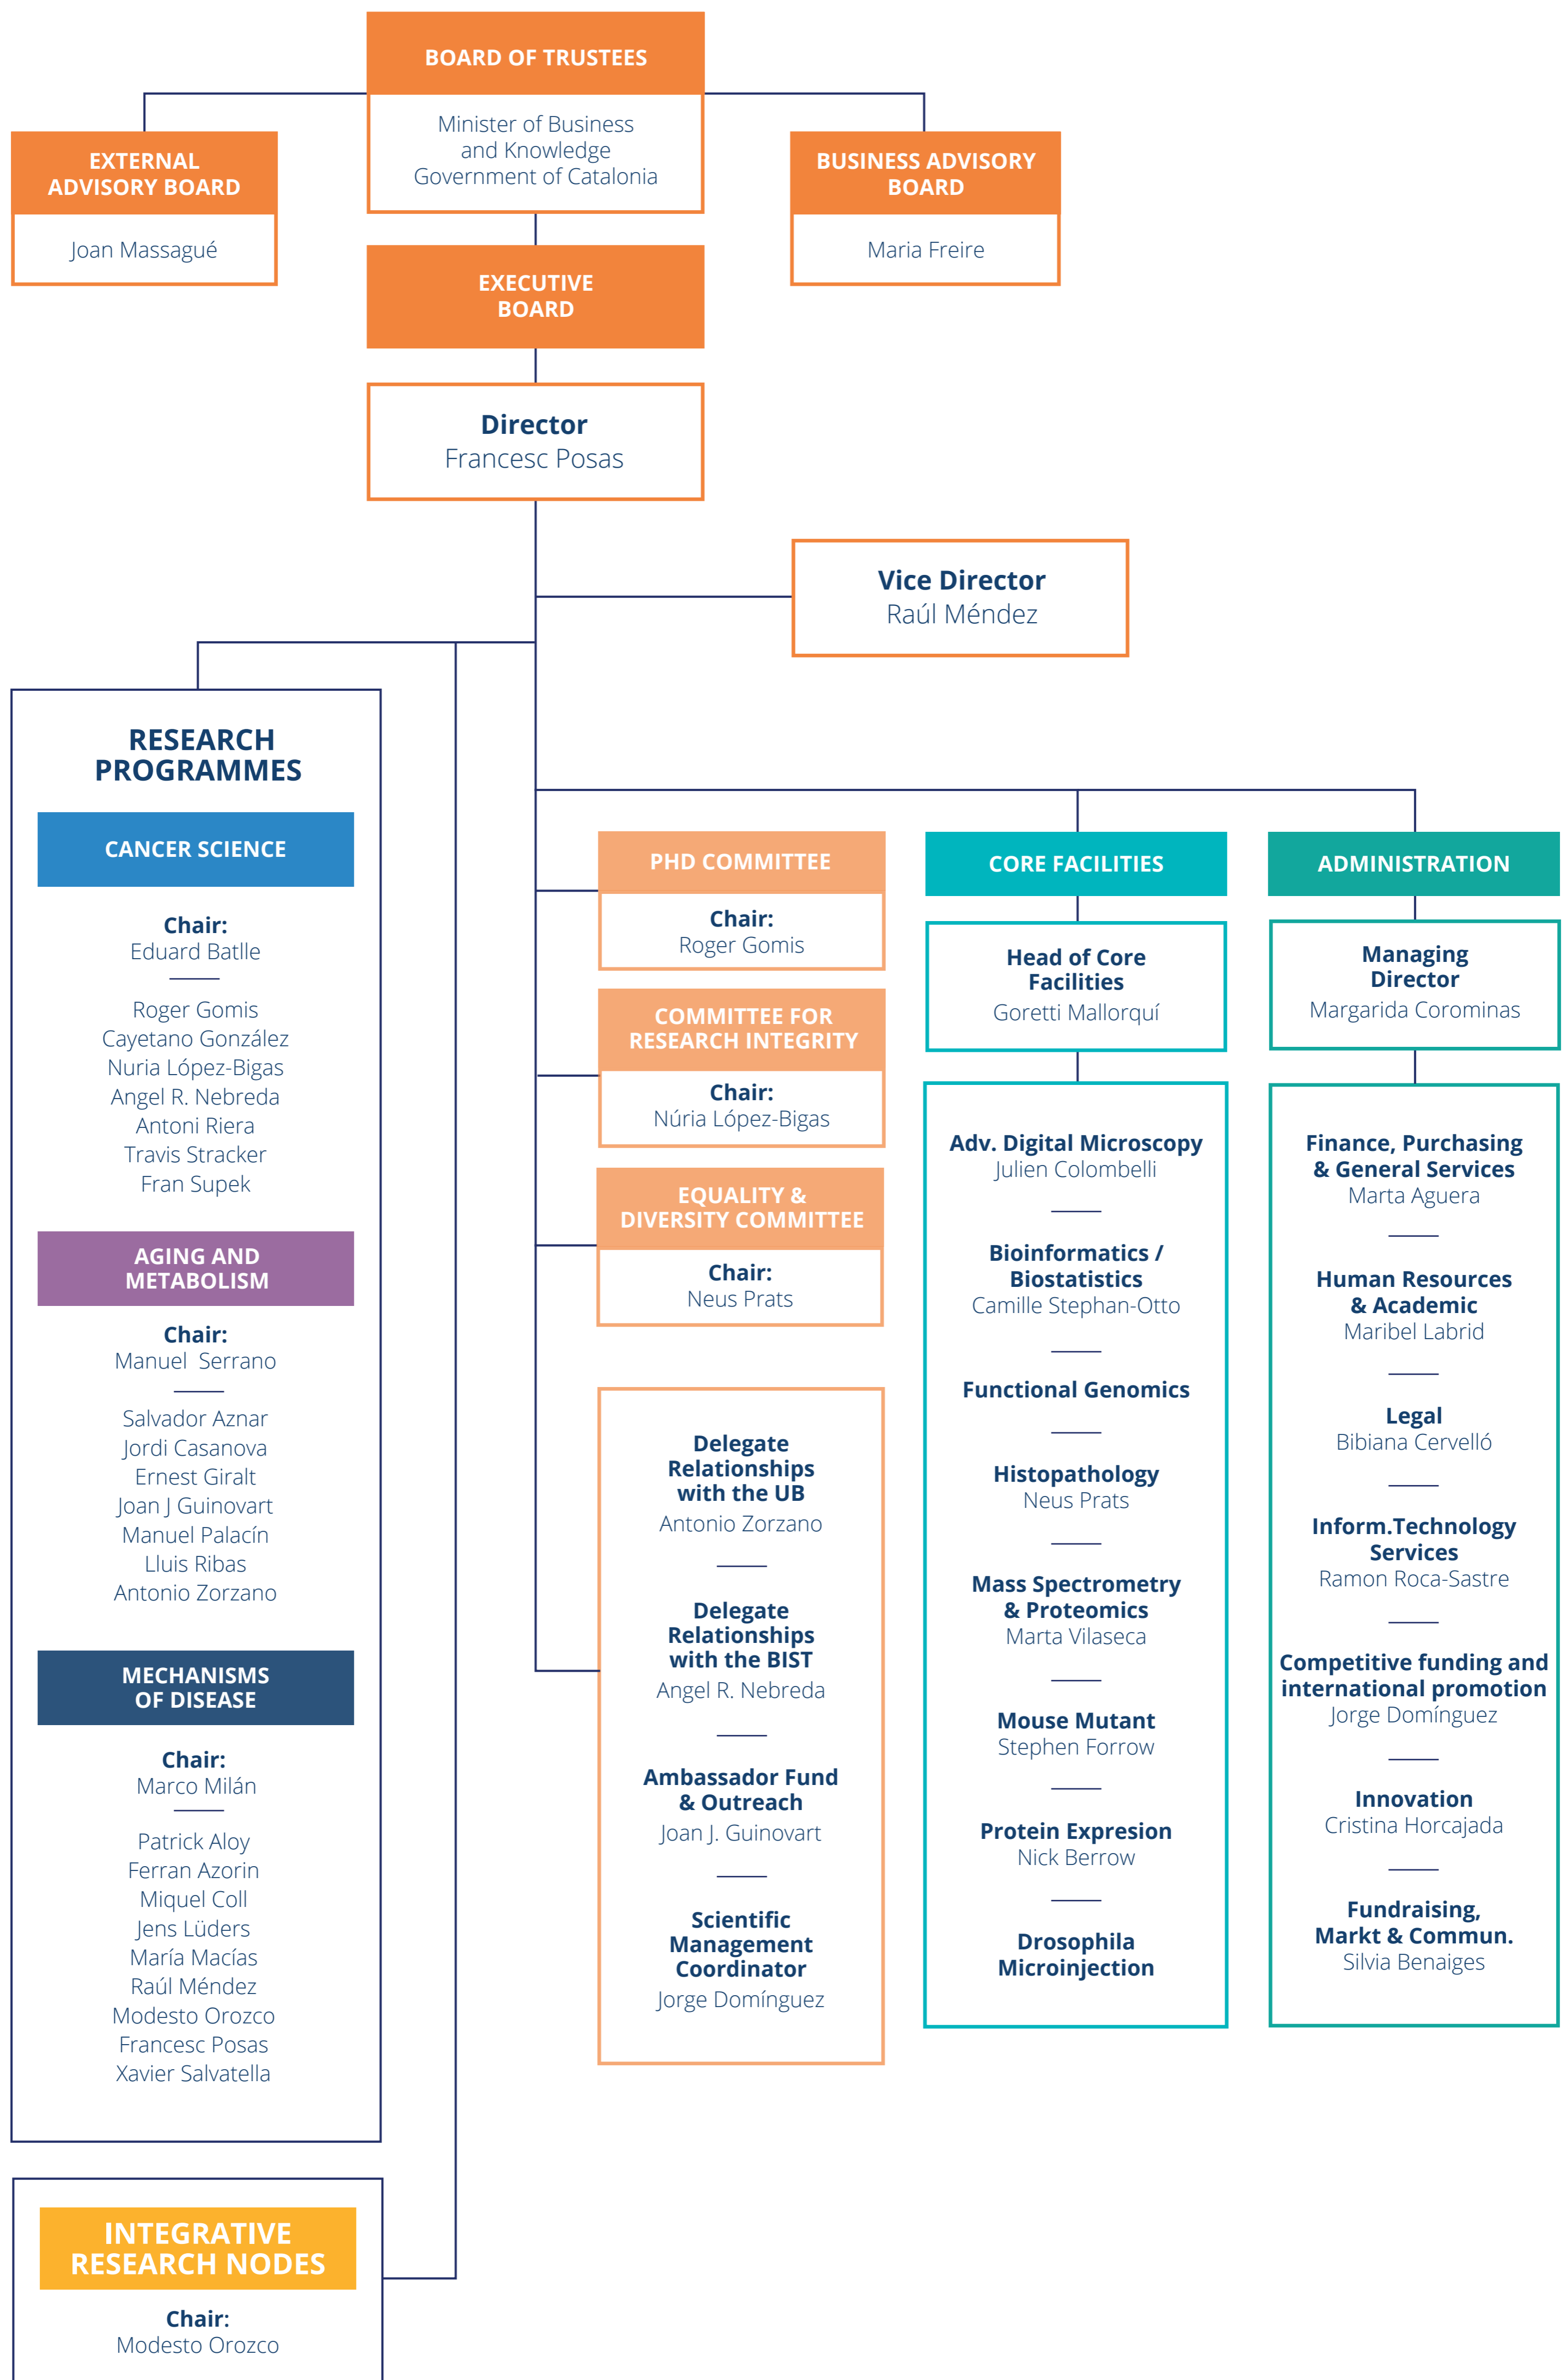 BOARD OF TRUSTEES
Minister of Business
and Knowledge
Government of Catalonia
EXTERNAL
ADVISORY BOARD
Joan Massagué
BUSINESS ADVISORY
BOARD
Maria Freire
EXECUTIVE
BOARD
Director
Francesc Posas
Vice Director
Raúl Méndez
RESEARCH
PROGRAMMES
CANCER SCIENCE
Chair:
Eduard Batlle
Roger Gomis
Cayetano González
Nuria López-Bigas
Angel R. Nebreda
Antoni Riera
Travis Stracker
Fran Supek
AGING AND
METABOLISM
Chair:
Manuel Serrano
Salvador Aznar
Jordi Casanova
Ernest Giralt
Joan J Guinovart
Manuel Palacín
Lluis Ribas
Antonio Zorzano
MECHANISMS
OF DISEASE
Chair:
Marco Milán
Patrick Aloy
Ferran Azorin
Miquel Coll
Jens Lüders
María Macías
Raúl Méndez
Modesto Orozco
Francesc Posas
Xavier Salvatella
INTEGRATIVE
RESEARCH NODES
Chair:
Modesto Orozco
PHD COMMITTEE
Chair:
Roger Gomis
COMMITTEE FOR
RESEARCH INTEGRITY
Chair:
Núria López-Bigas
EQUALITY &
DIVERSITY COMMITTEE
Chair:
Neus Prats
Delegate
Relationships
with the UB
Antonio Zorzano
Delegate
Relationships
with the BIST
Angel R. Nebreda
Ambassador Fund
& Outreach
Joan J. Guinovart
Scientific
Management
Coordinator
Jorge Domínguez
CORE FACILITIES
Head of Core
Facilities
Goretti Mallorquí
Adv. Digital Microscopy
Julien Colombelli
Bioinformatics /
Biostatistics
Camille Stephan-Otto
Functional Genomics
Histopathology
Neus Prats
Mass Spectrometry
& Proteomics
Marta Vilaseca
Mouse Mutant
Stephen Forrow
Protein Expresion
Nick Berrow
Drosophila
Microinjection
ADMINISTRATION
Managing
Director
Margarida Corominas
Finance, Purchasing
& General Services
Marta Aguera
Human Resources
& Academic
Maribel Labrid
Legal
Bibiana Cervelló
Inform.Technology
Services
Ramon Roca-Sastre
Competitive funding and
international promotion
Jorge Domínguez
Innovation
Cristina Horcajada
Fundraising,
Markt & Commun.
Silvia Benaiges